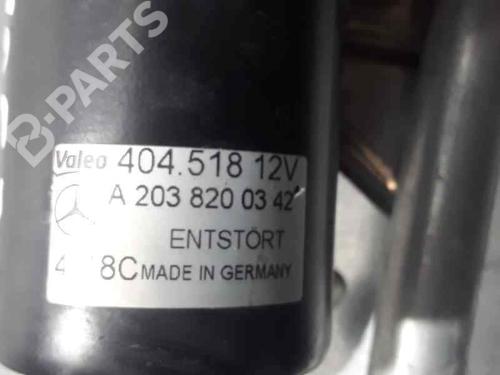 B-PARTS
Valeo 404.518 12V
A 203 820 03 42
ENTSTÖRT
MADE IN GERMANY